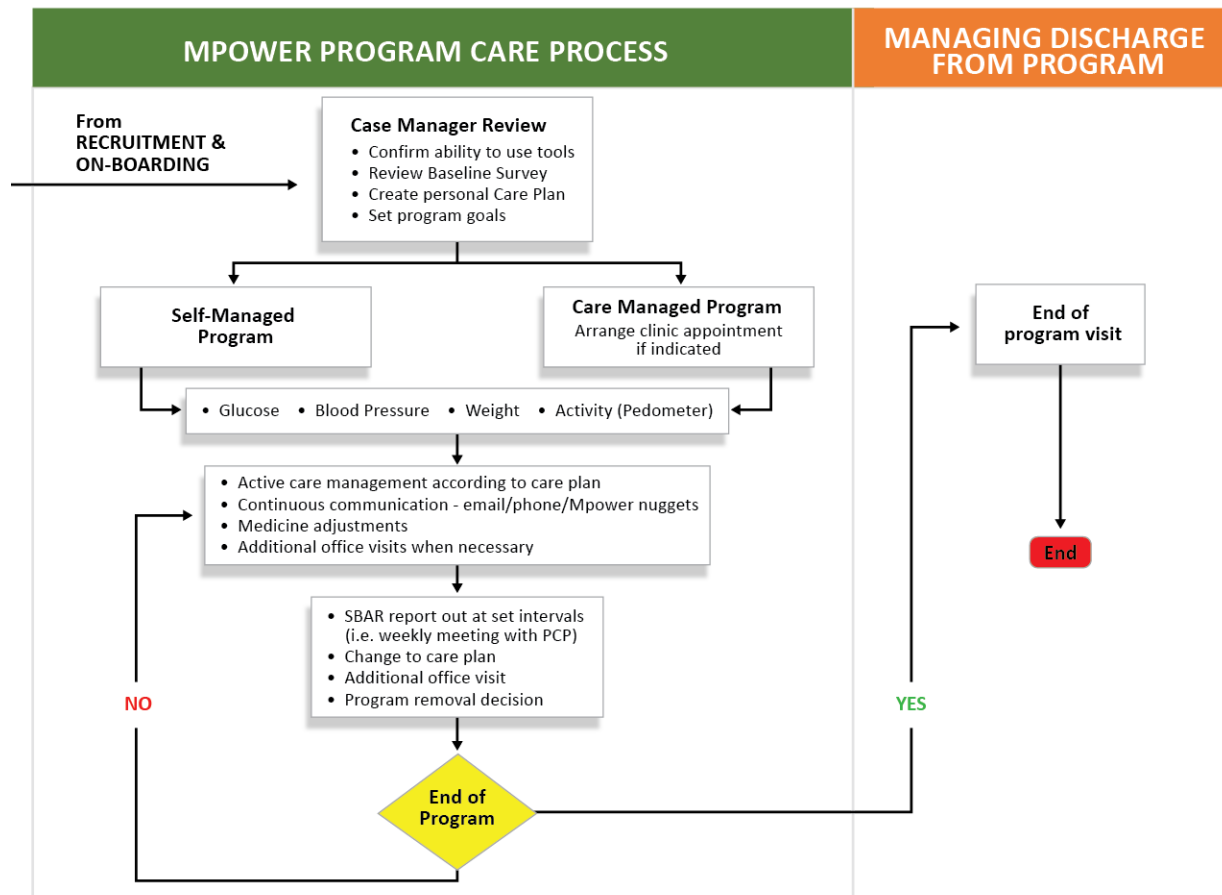 MPOWER PROGRAM CARE PROCESS
MANAGING DISCHARGE
FROM PROGRAM
From
RECRUITMENT &
ON-BOARDING
Case Manager Review
• Confirm ability to use tools
• Review Baseline Survey
• Create personal Care Plan
• Set program goals
Self-Managed
Program
Care Managed Program
Arrange clinic appointment
if indicated
End of
program visit
• Glucose • Blood Pressure • Weight • Activity (Pedometer)
• Active care management according to care plan
• Continuous communication - email/phone/Mpower nuggets
• Medicine adjustments
• Additional office visits when necessary
End
• SBAR report out at set intervals
(i.e. weekly meeting with PCP)
• Change to care plan
• Additional office visit
• Program removal decision
NO
YES
End of
Program